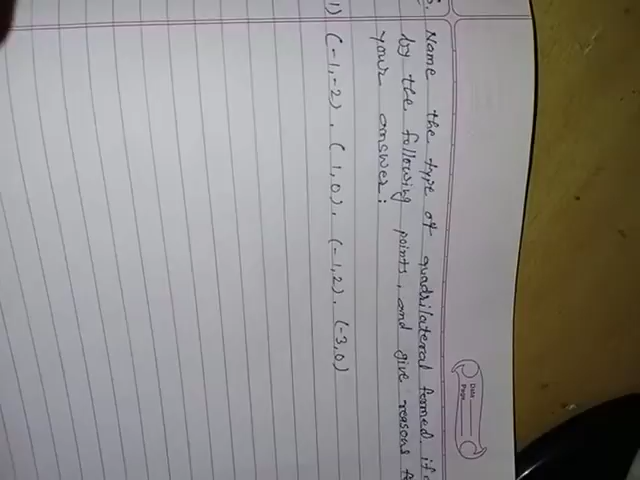 Name the type of quadrilateral formed, if
by the following points, and give reasons
your answer:
1) (-1,-2), (1,0), (-1,2), (-3,0)
Date
Page